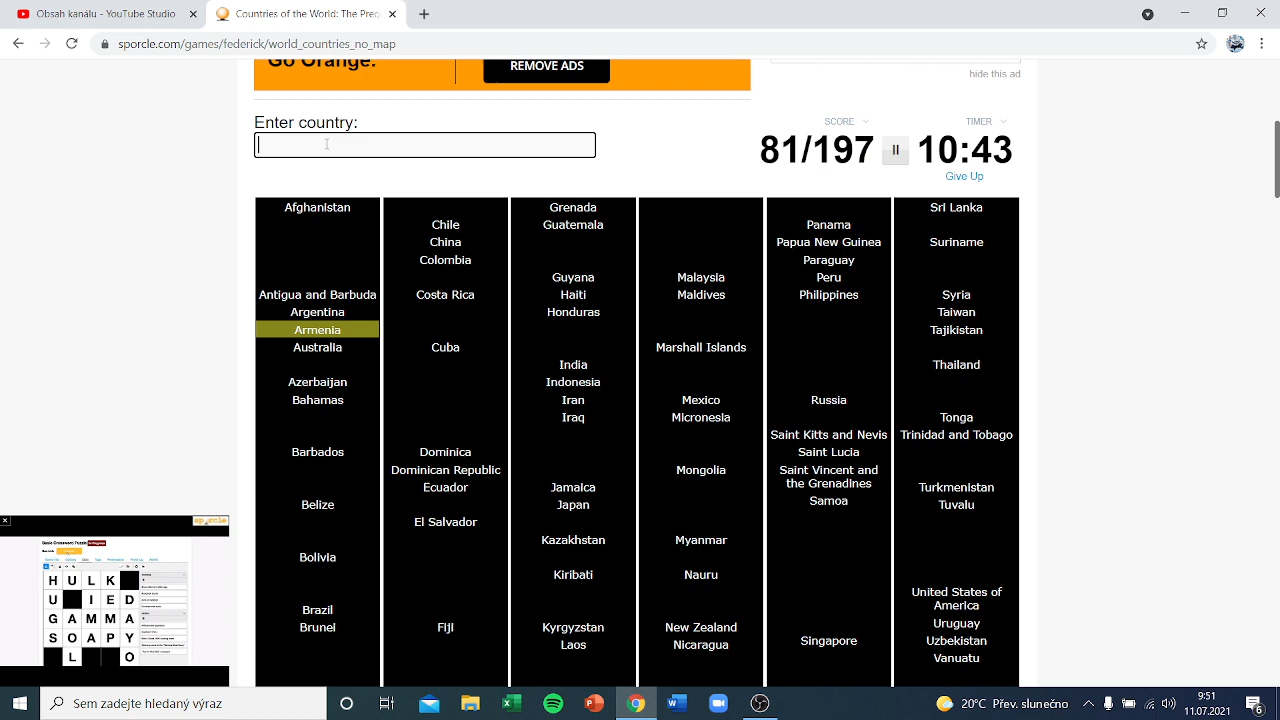 Obsah kanálu - YouTube Studio
Countries of the World: The Preq
sporcle.com/games/federick/world_countries_no_map
Go Orange.
REMOVE ADS
hide this ad
Enter country:
SCORE
TIMER
81/197
10:43
Give Up
Afghanistan
Antigua and Barbuda
Argentina
Armenia
Australia
Azerbaijan
Bahamas
Barbados
Belize
Bolivia
Brazil
Brunei
Chile
China
Colombia
Costa Rica
Cuba
Dominica
Dominican Republic
Ecuador
El Salvador
Fiji
Grenada
Guatemala
Guyana
Haiti
Honduras
India
Indonesia
Iran
Iraq
Jamaica
Japan
Kazakhstan
Kiribati
Kyrgyzstan
Laos
Malaysia
Maldives
Marshall Islands
Mexico
Micronesia
Mongolia
Myanmar
Nauru
New Zealand
Nicaragua
Panama
Papua New Guinea
Paraguay
Peru
Philippines
Russia
Saint Kitts and Nevis
Saint Lucia
Saint Vincent and
the Grenadines
Samoa
Singapore
Sri Lanka
Suriname
Syria
Taiwan
Tajikistan
Thailand
Tonga
Trinidad and Tobago
Turkmenistan
Tuvalu
United States of
America
Uruguay
Uzbekistan
Vanuatu
sporcle
Basic Crossword Puzzle
H U L K
U I E D
G A M M A
S O A P Y
L O
Sem zadejte hledaný výraz
20°C Přev. slunečno
9:51
11.07.2021
6